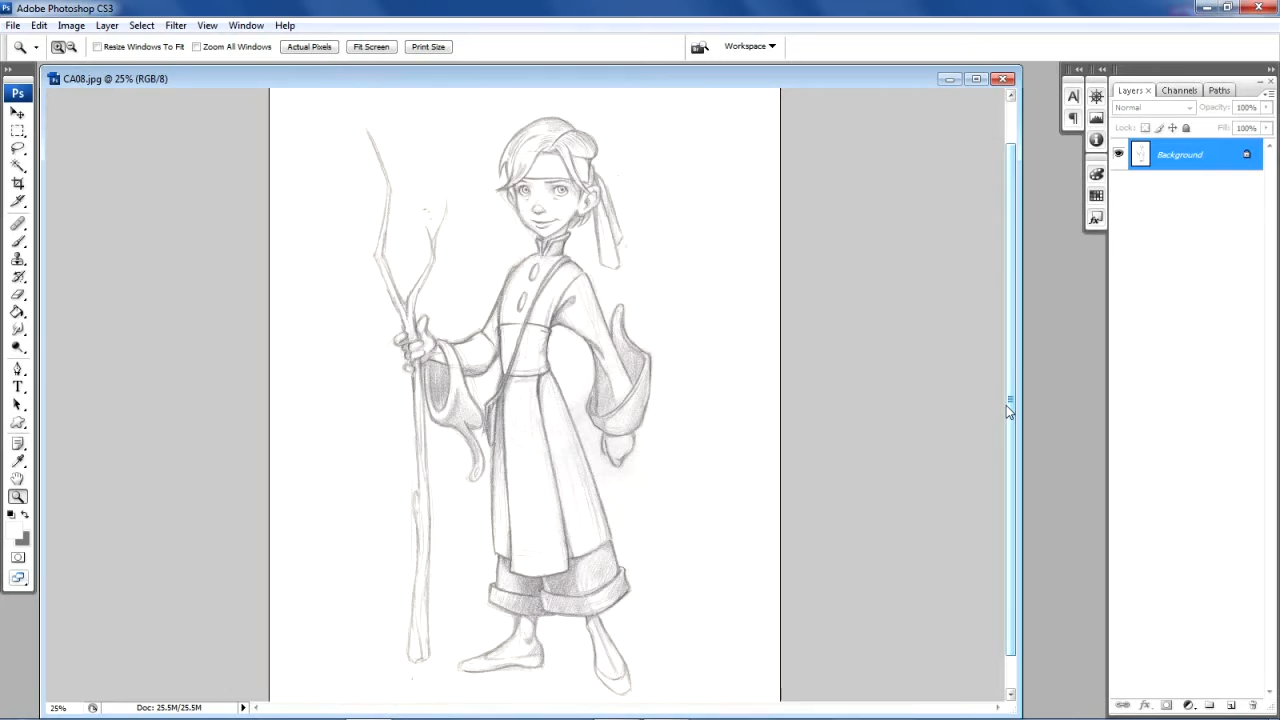 Adobe Photoshop CS3
File Edit Image Layer Select Filter View Window Help
Resize Windows To Fit Zoom All Windows Actual Pixels Fit Screen Print Size Workspace
CA08.jpg @ 25% (RGB/8)
Ps
Layers Channels Paths
Normal Opacity: 100%
Lock: Fill: 100%
Background
25% Doc: 25.5M/25.5M